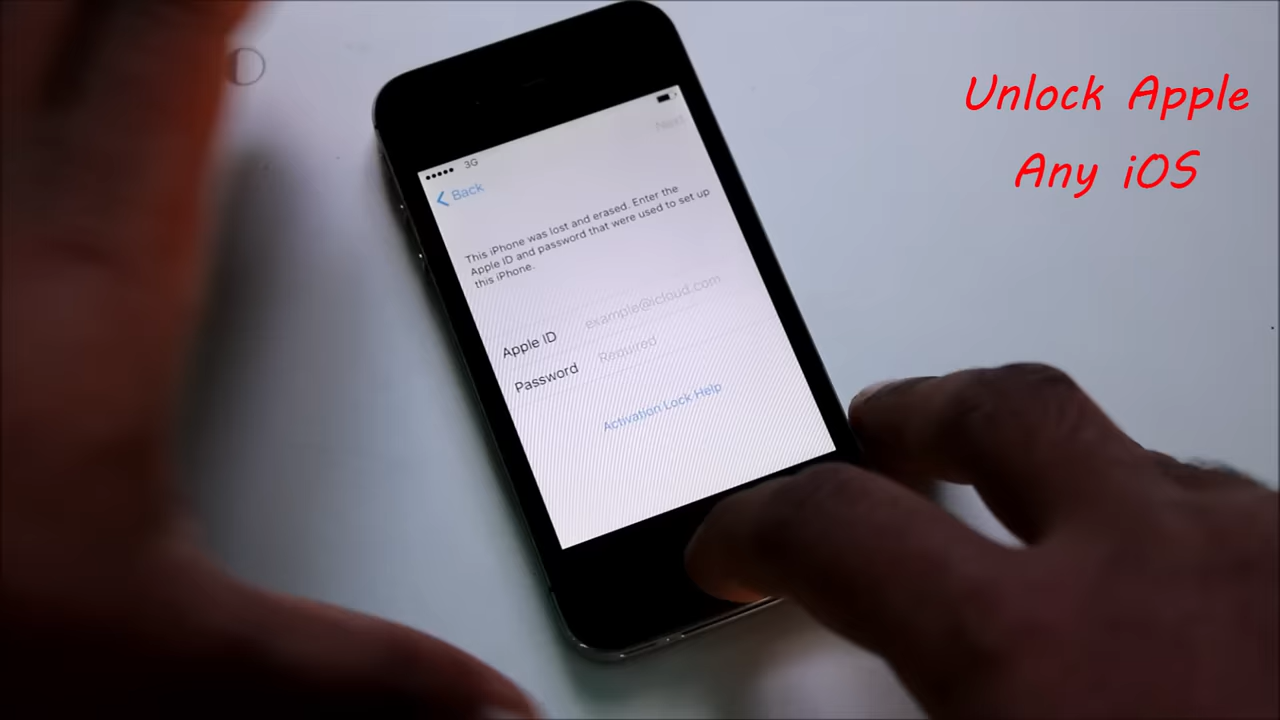 Unlock Apple
Any iOS
3G
Back
Next
This iPhone was lost and erased. Enter the
Apple ID and password that were used to set up
this iPhone.
Apple ID example@icloud.com
Password Required
Activation Lock Help